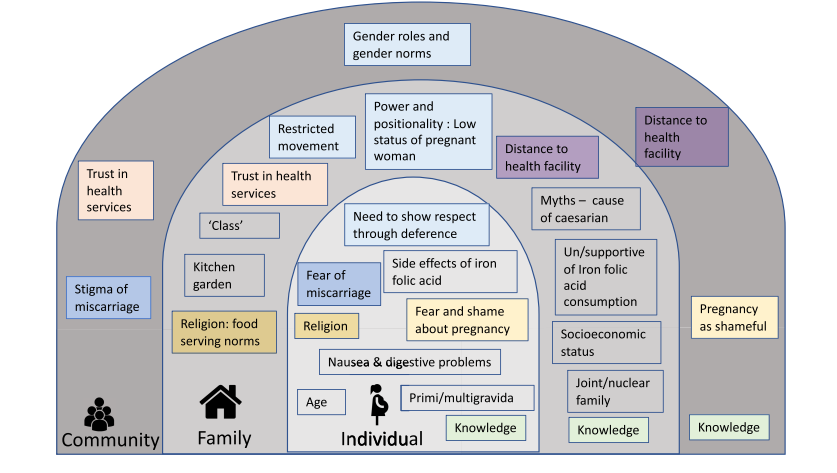 Gender roles and
gender norms
Power and
positionality : Low
status of pregnant
woman
Restricted
movement
Distance to
health facility
Distance to
health
facility
Trust in
health
services
Trust in health
services
Myths – cause
of caesarian
‘Class’
Need to show respect
through deference
Un/supportive
of Iron folic
acid
consumption
Kitchen
garden
Side effects of iron
folic acid
Fear of
miscarriage
Stigma of
miscarriage
Pregnancy
as shameful
Religion: food
serving norms
Religion
Fear and shame
about pregnancy
Socioeconomic
status
Nausea & digestive problems
Joint/nuclear
family
Age
Primi/multigravida
Knowledge
Knowledge
Knowledge
Community
Family
Individual